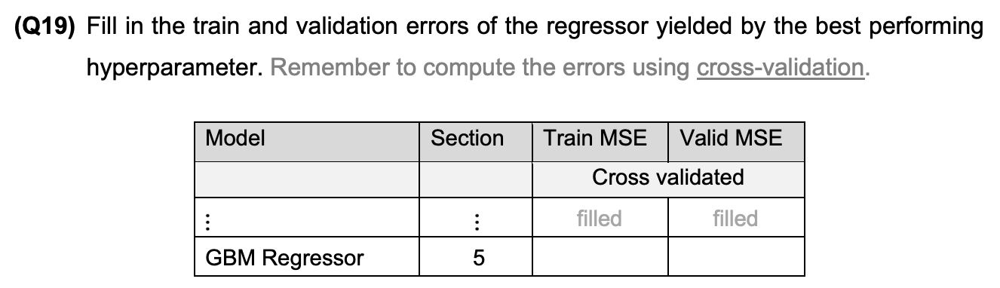 (Q19) Fill in the train and validation errors of the regressor yielded by the best performing
hyperparameter. Remember to compute the errors using cross-validation.
Model Section Train MSE Valid MSE
Cross validated
⋮ ⋮ filled filled
GBM Regressor 5